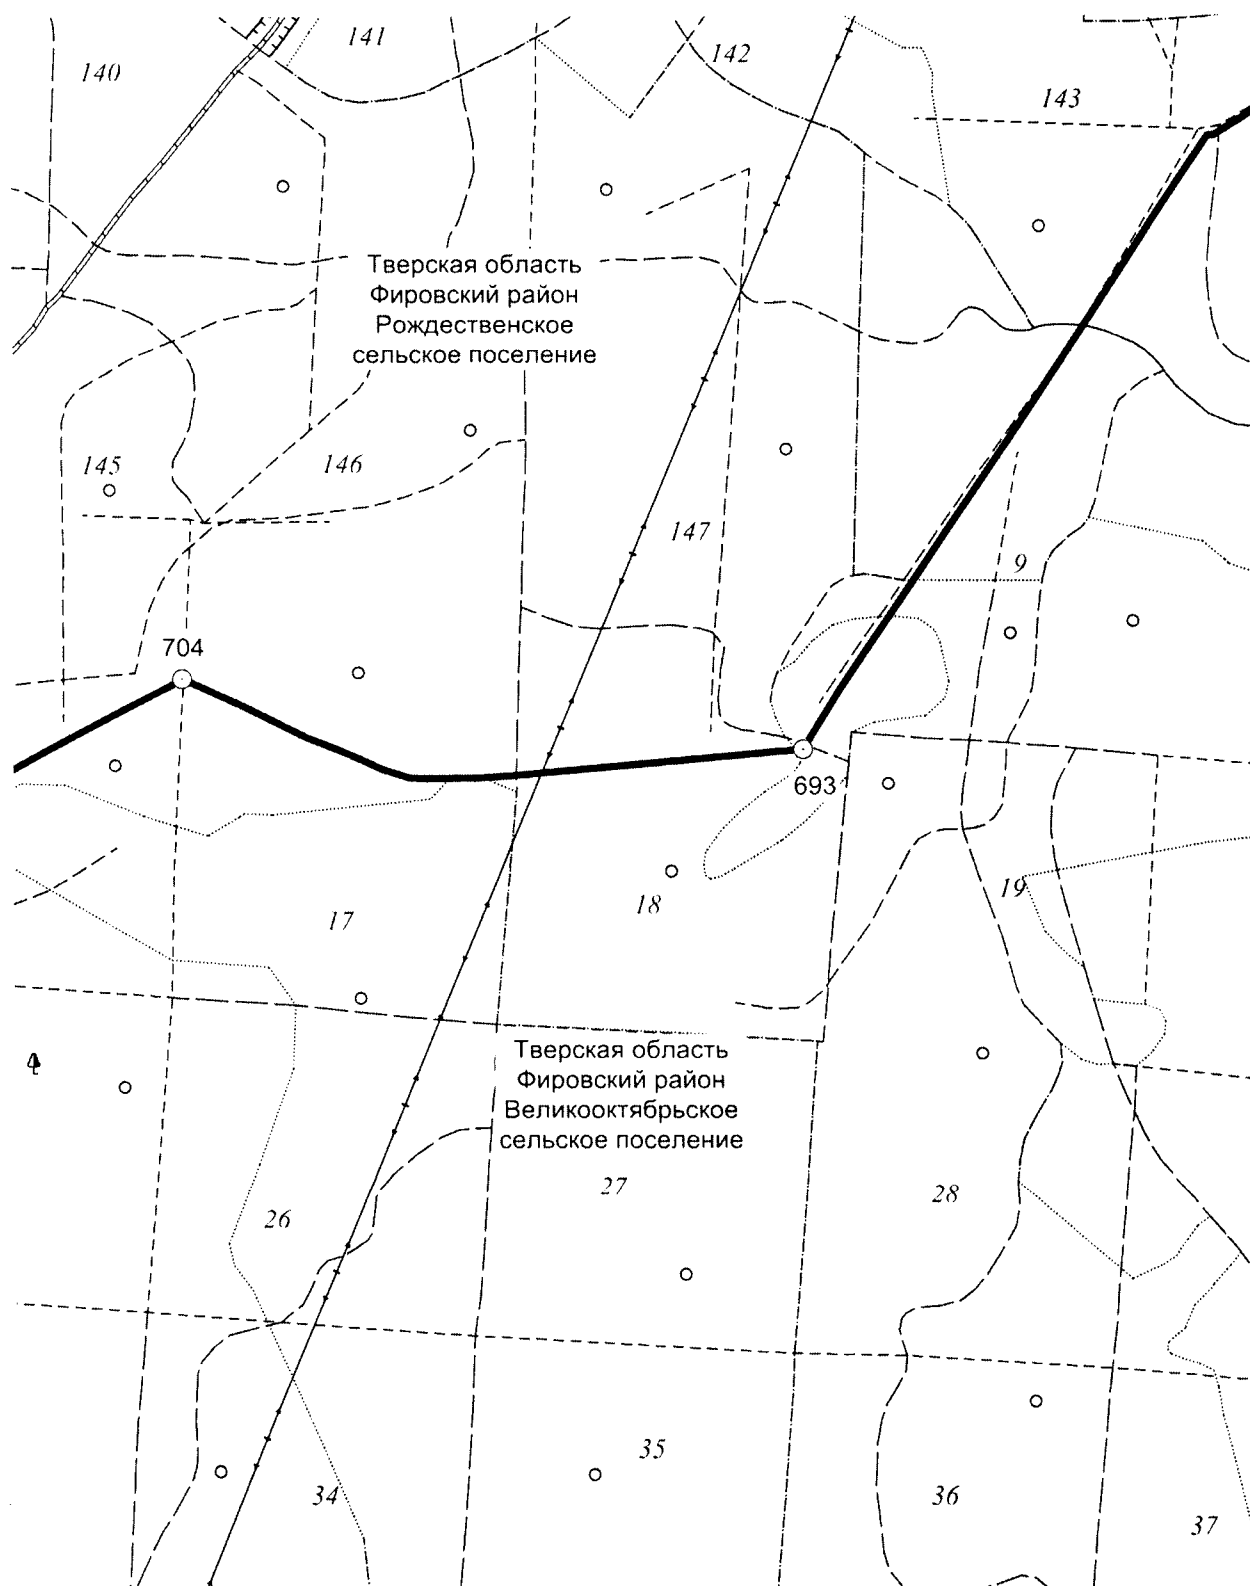 141
142
140
143
Тверская область
Фировский район
Рождественское
сельское поселение
145
146
147
9
704
693
19
18
17
Тверская область
Фировский район
Великооктябрьское
сельское поселение
4
27
28
26
35
34
36
37